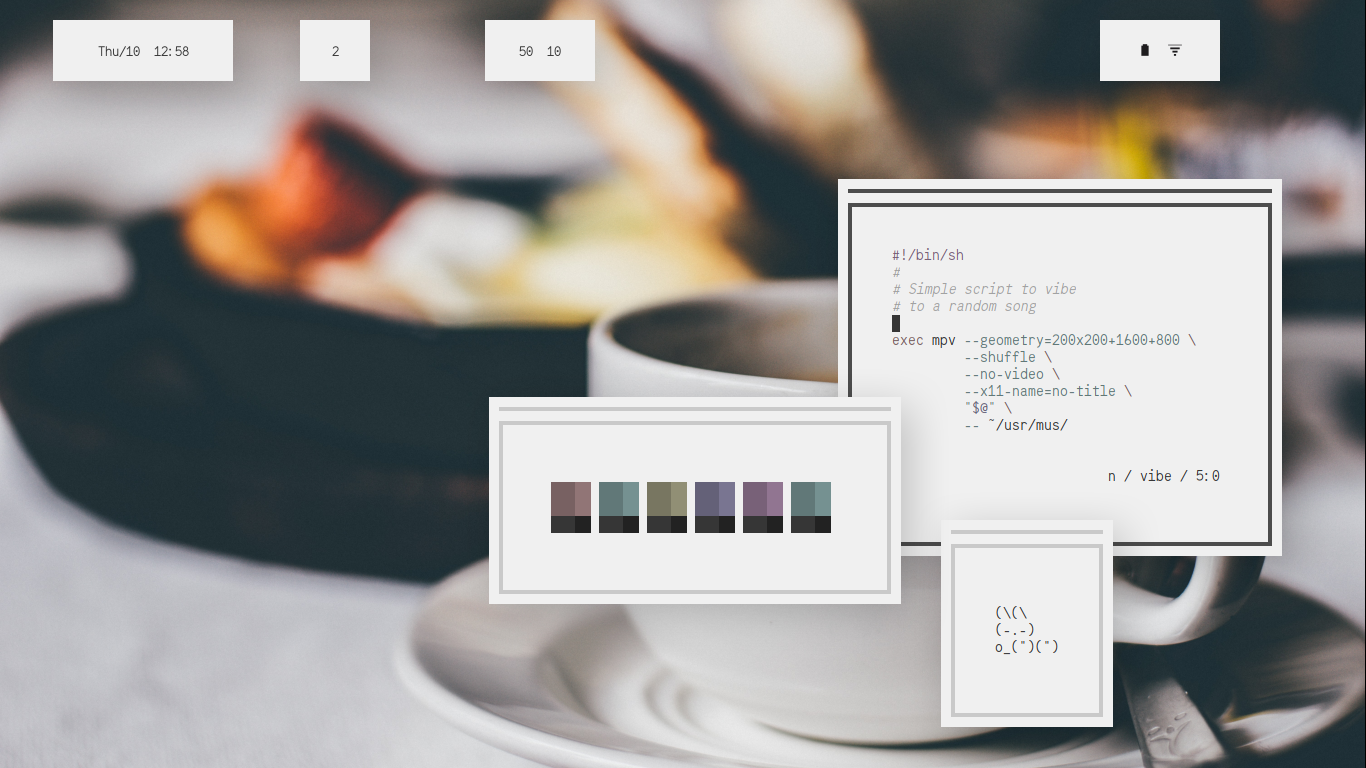 Thu/10 12:58
2
50 10
#!/bin/sh
#
# Simple script to vibe
# to a random song
exec mpv --geometry=200x200+1600+800 \
--shuffle \
--no-video \
--x11-name=no-title \
"$@" \
-- ~/usr/mus/
n / vibe / 5:0
(\(\
(-.-)
o_(")(")